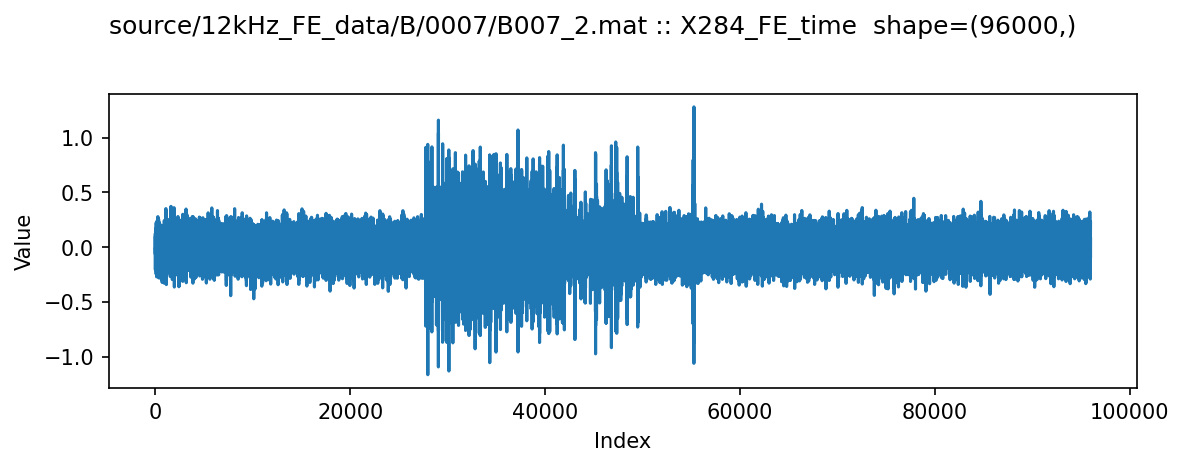 source/12kHz_FE_data/B/0007/B007_2.mat :: X284_FE_time  shape=(96000,)
1.0
0.5
0.0
−0.5
−1.0
Value
0 20000 40000 60000 80000 100000
Index